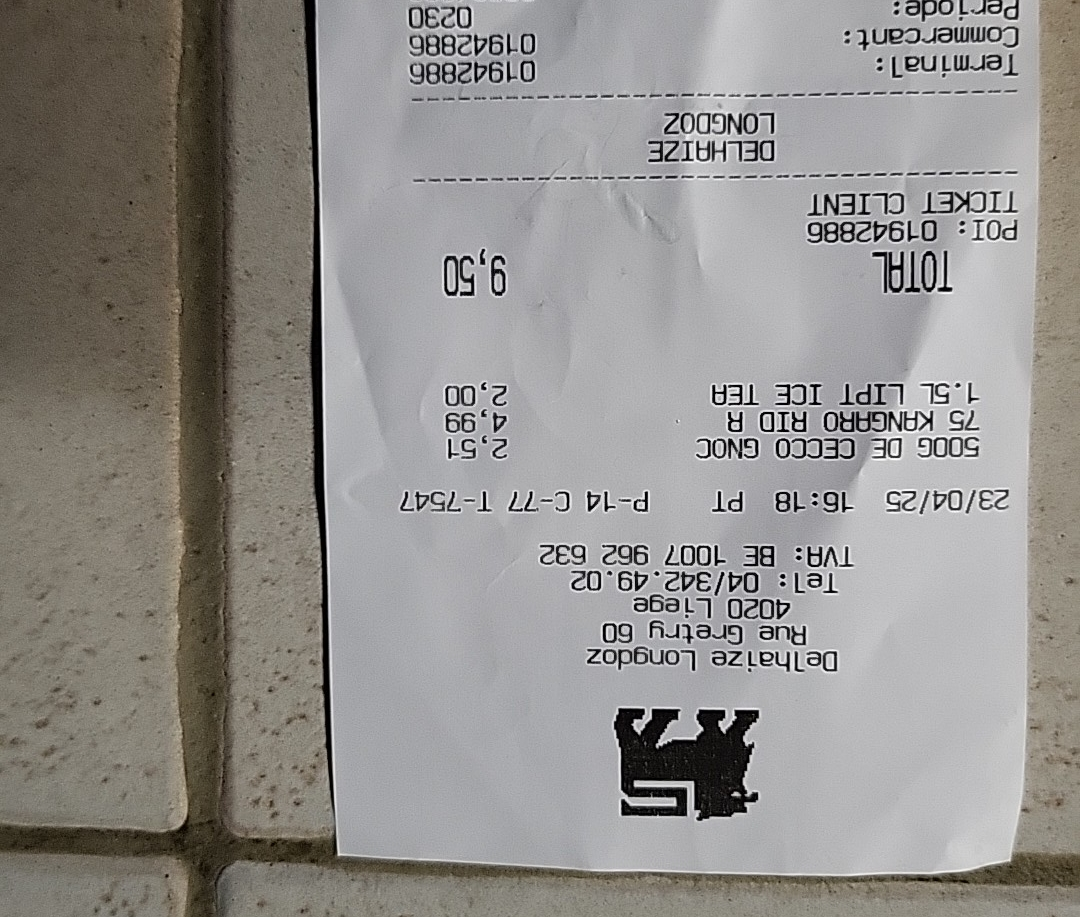 Delhaize Longdoz
Rue Gretry 60
4020 Liege
Tel: 04/342.49.02
TVA: BE 1007 962 632
23/04/25 16:18 PT P-14 C-77 T-7547
500G DE CECCO GNOC 2,51
75 KANGARO RID R 4,99
1.5L LIPT ICE TEA 2,00
TOTAL 9,50
POI: 01942886
TICKET CLIENT
--------------------------------
DELHAIZE
LONGDOZ
--------------------------------
Terminal: 01942886
Commercant: 01942886
Periode: 0230